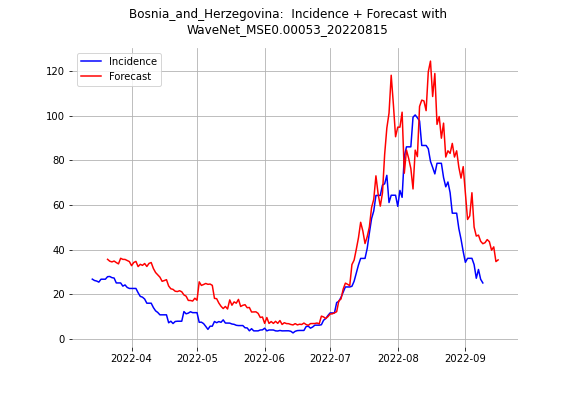 Bosnia_and_Herzegovina:  Incidence + Forecast with
WaveNet_MSE0.00053_20220815
Incidence
Forecast
120
100
80
60
40
20
0
2022-04 2022-05 2022-06 2022-07 2022-08 2022-09